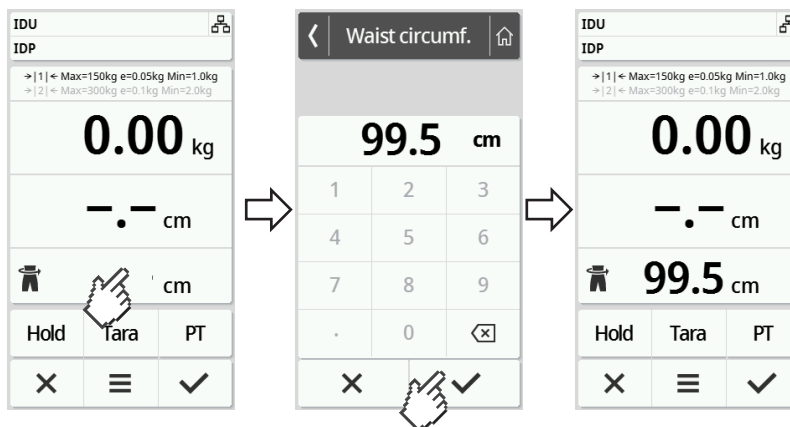 IDU
IDP
→|1|← Max=150kg e=0.05kg Min=1.0kg
→|2|← Max=300kg e=0.1kg Min=2.0kg
0.00 kg
-.- cm
cm
Hold Tara PT
Waist circumf.
99.5 cm
1 2 3
4 5 6
7 8 9
. 0
IDU
IDP
→|1|← Max=150kg e=0.05kg Min=1.0kg
→|2|← Max=300kg e=0.1kg Min=2.0kg
0.00 kg
-.- cm
99.5 cm
Hold Tara PT